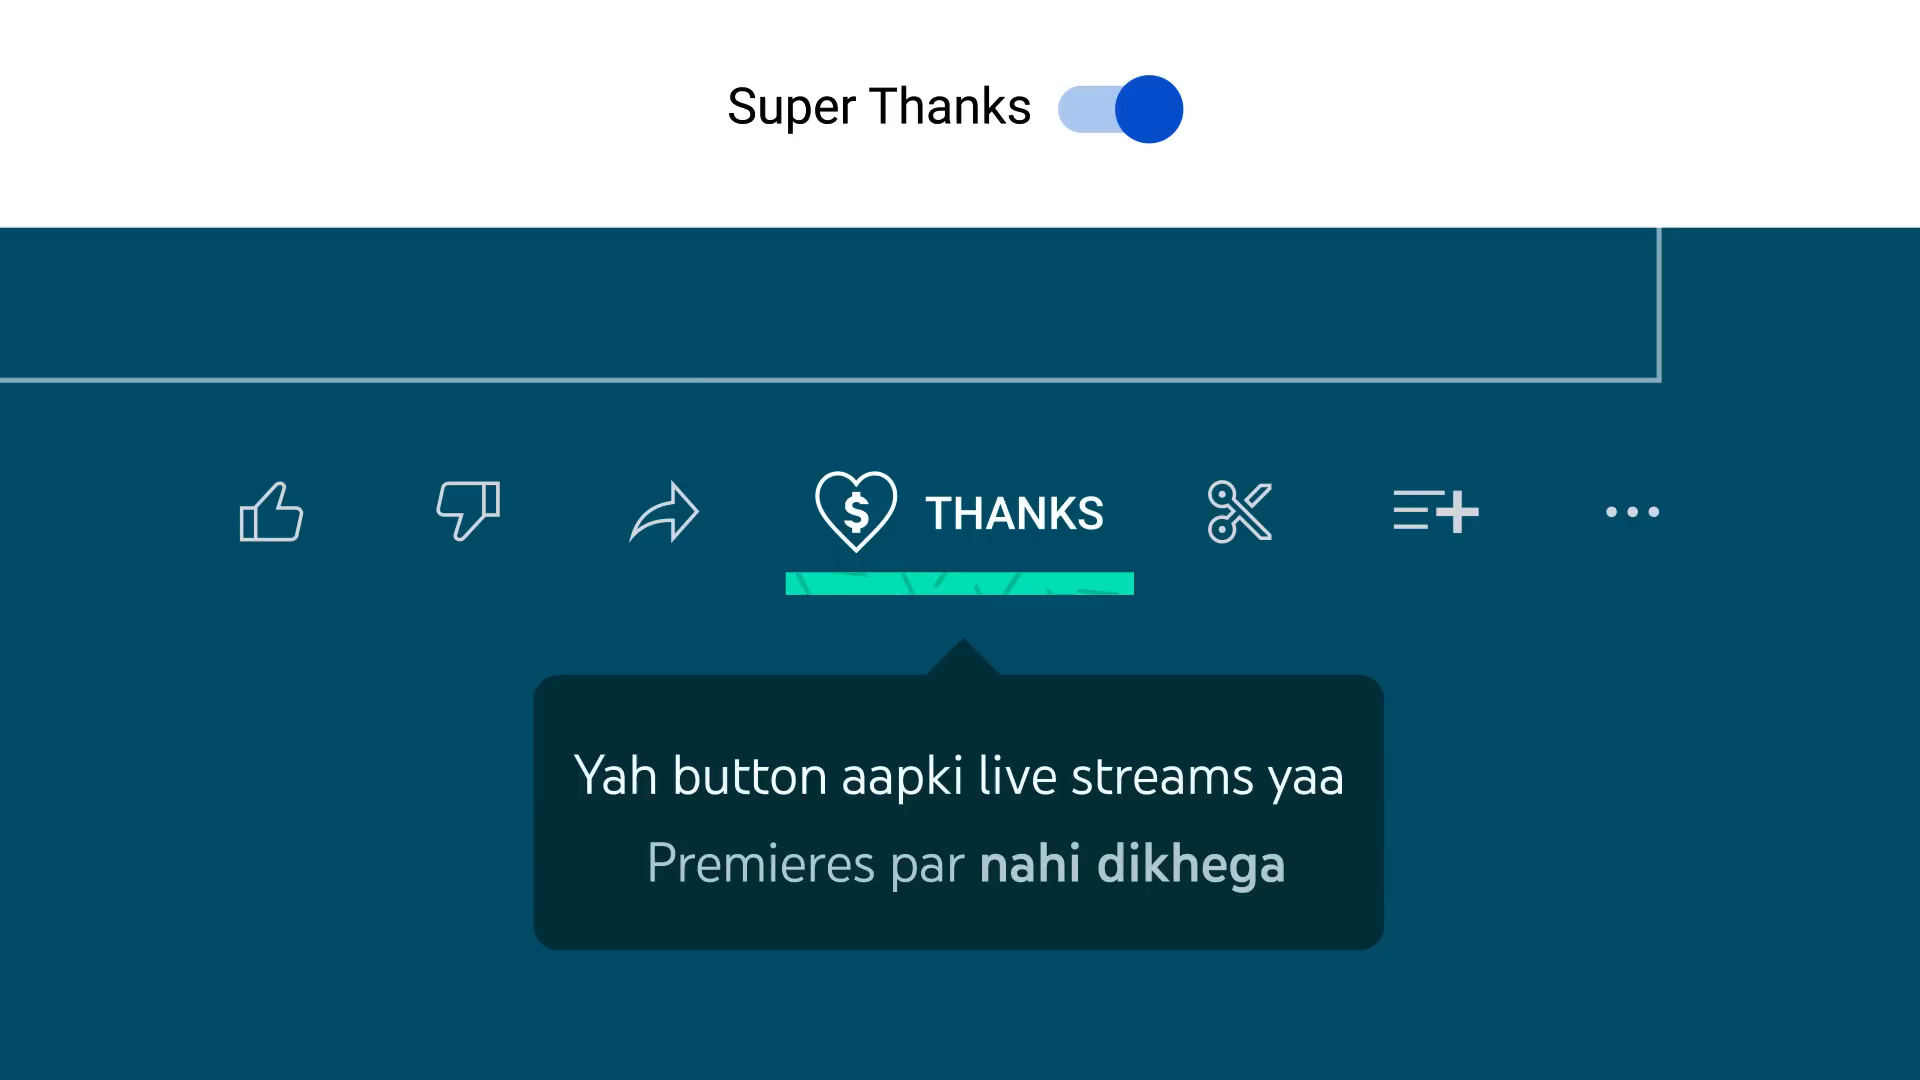 Super Thanks
THANKS
Yah button aapki live streams yaa
Premieres par nahi dikhega